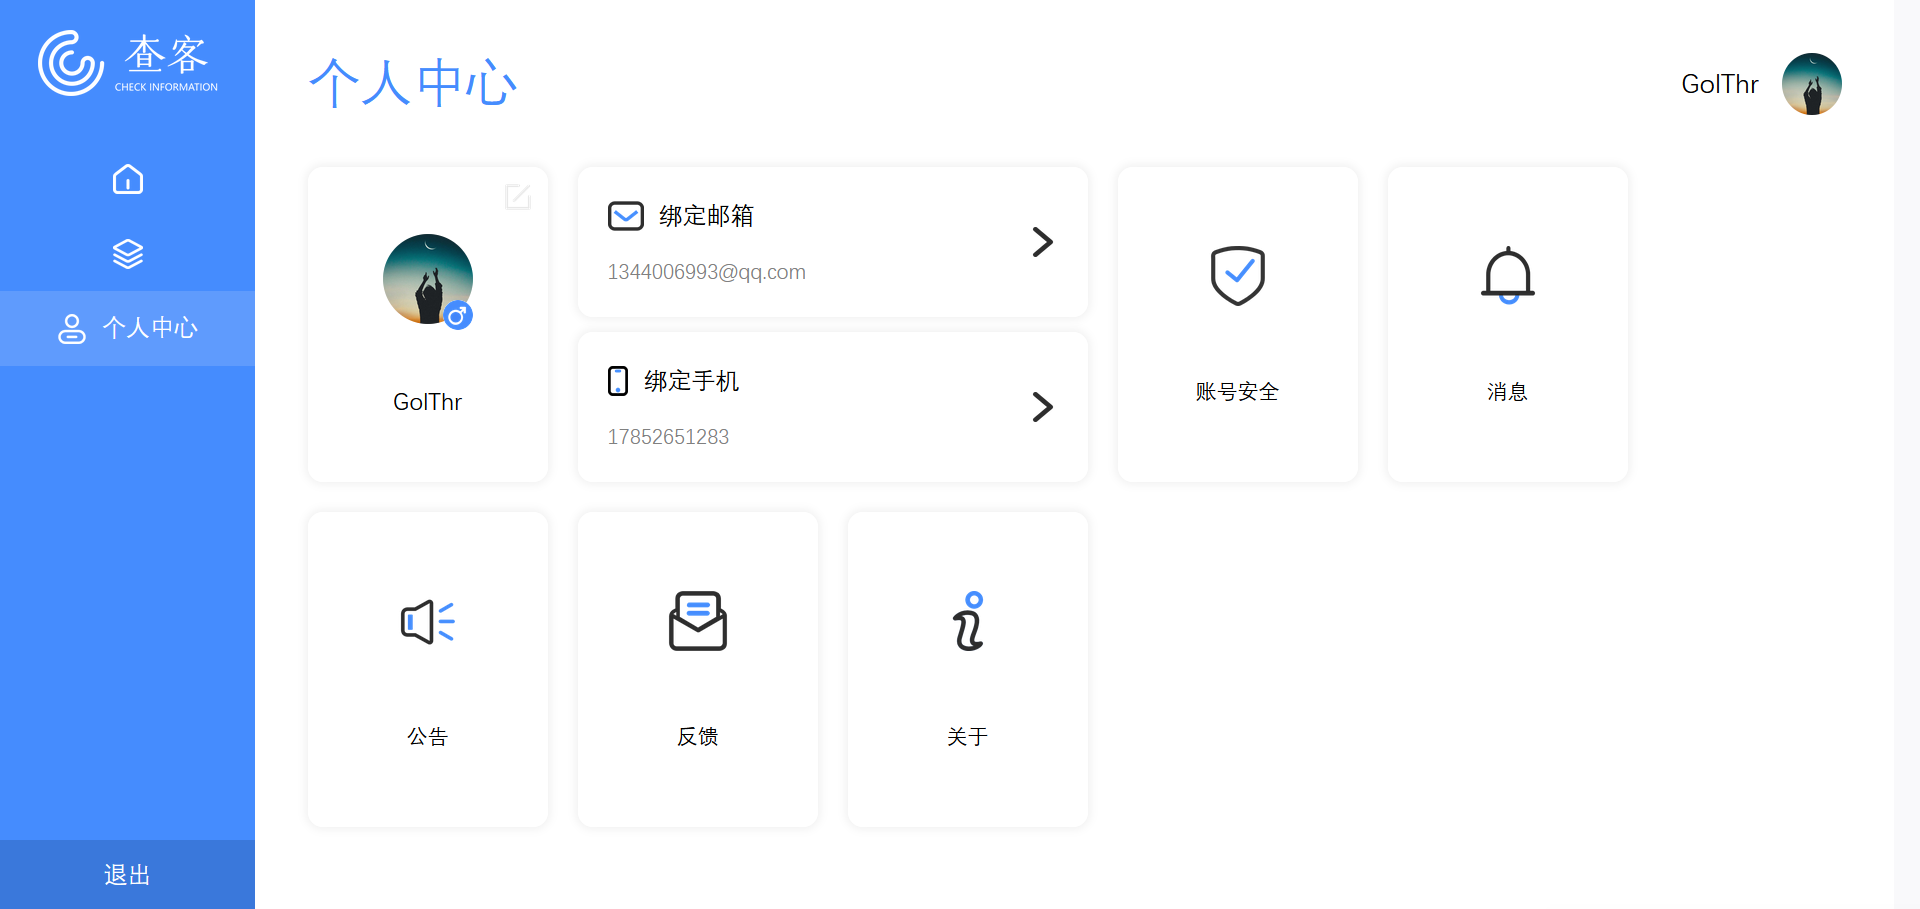 查客
CHECK INFORMATION
个人中心
退出
个人中心
GolThr
GolThr
绑定邮箱
1344006993@qq.com
绑定手机
17852651283
账号安全
消息
公告
反馈
关于